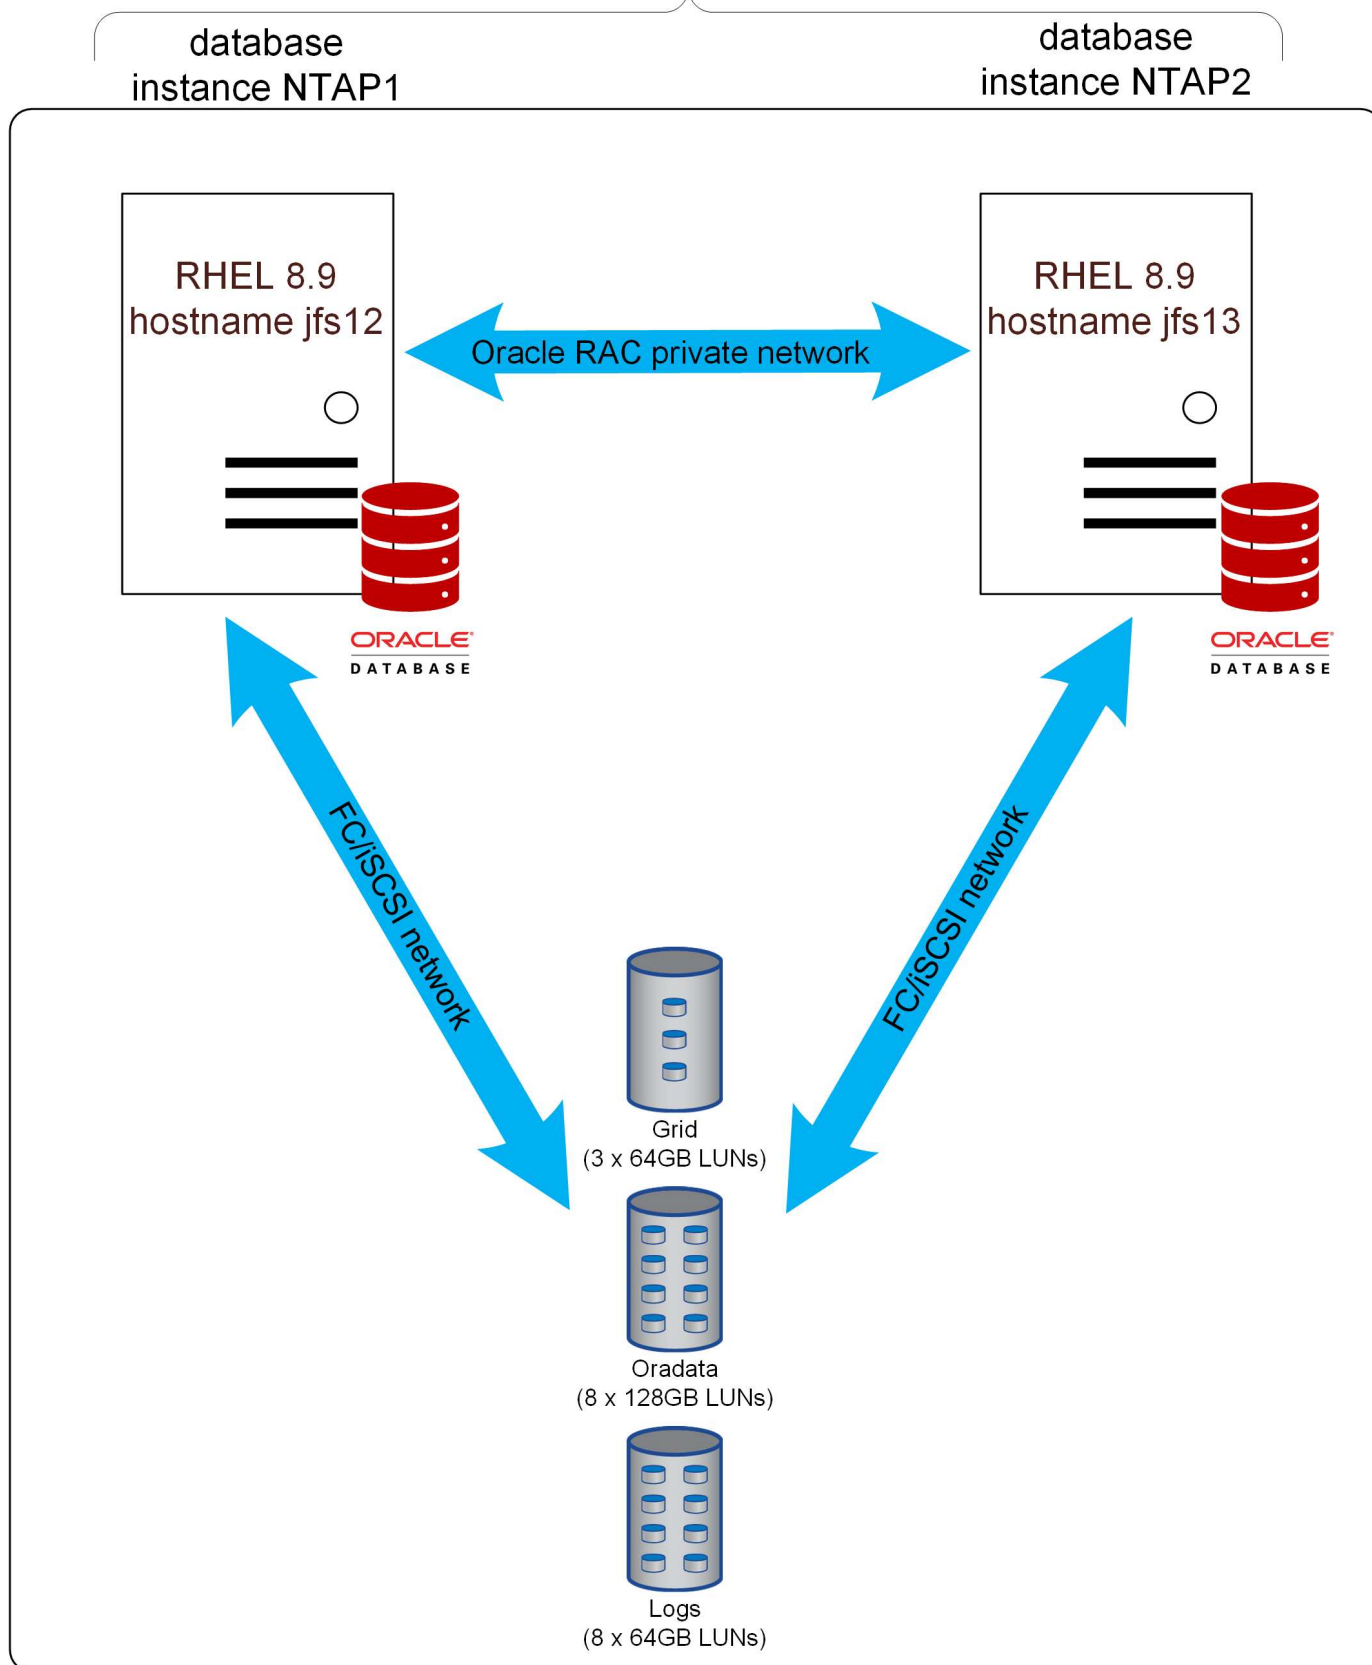 database
instance NTAP1
database
instance NTAP2
RHEL 8.9
hostname jfs12
RHEL 8.9
hostname jfs13
Oracle RAC private network
ORACLE®
DATABASE
ORACLE®
DATABASE
FC/iSCSI network
FC/iSCSI network
Grid
(3 x 64GB LUNs)
Oradata
(8 x 128GB LUNs)
Logs
(8 x 64GB LUNs)